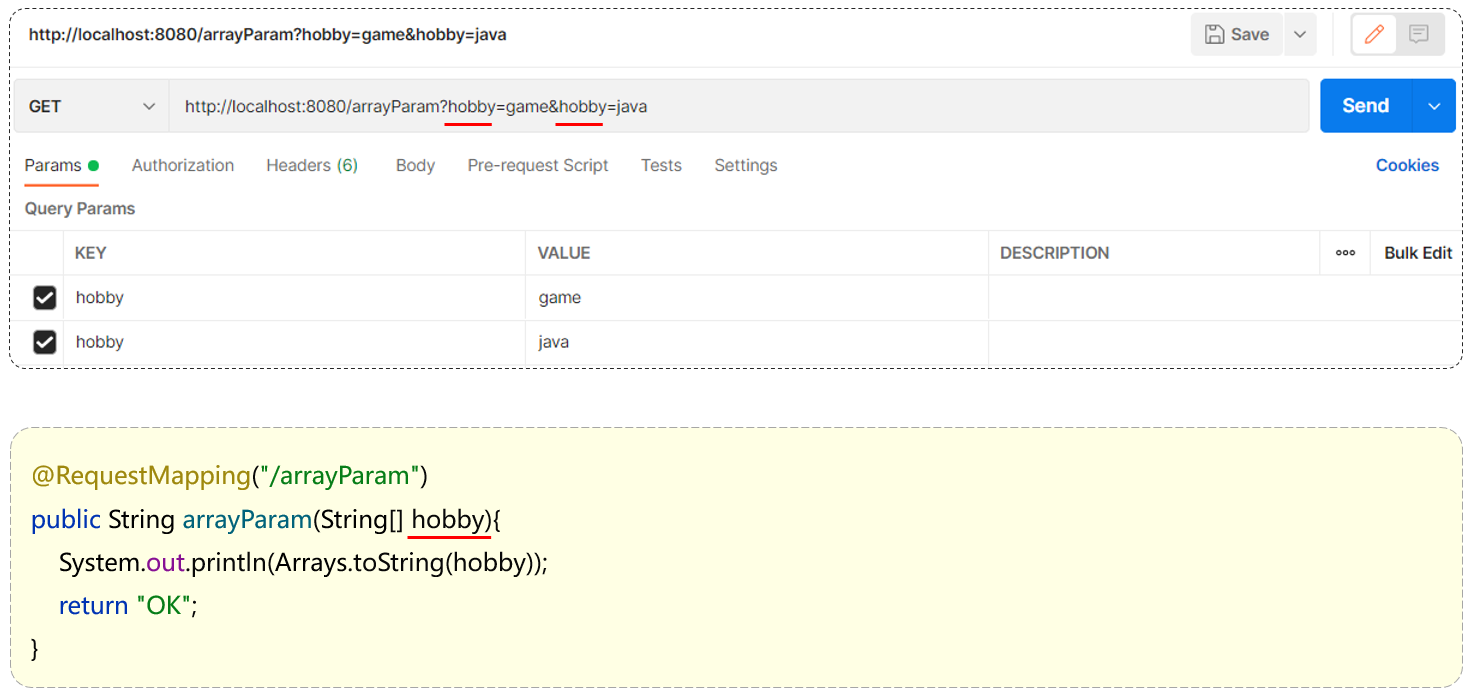 http://localhost:8080/arrayParam?hobby=game&hobby=java
Save
GET
http://localhost:8080/arrayParam?hobby=game&hobby=java
Send
Params
Authorization
Headers (6)
Body
Pre-request Script
Tests
Settings
Cookies
Query Params
KEY
VALUE
DESCRIPTION
Bulk Edit
hobby
game
hobby
java
@RequestMapping("/arrayParam")
public String arrayParam(String[] hobby){
System.out.println(Arrays.toString(hobby));
return "OK";
}